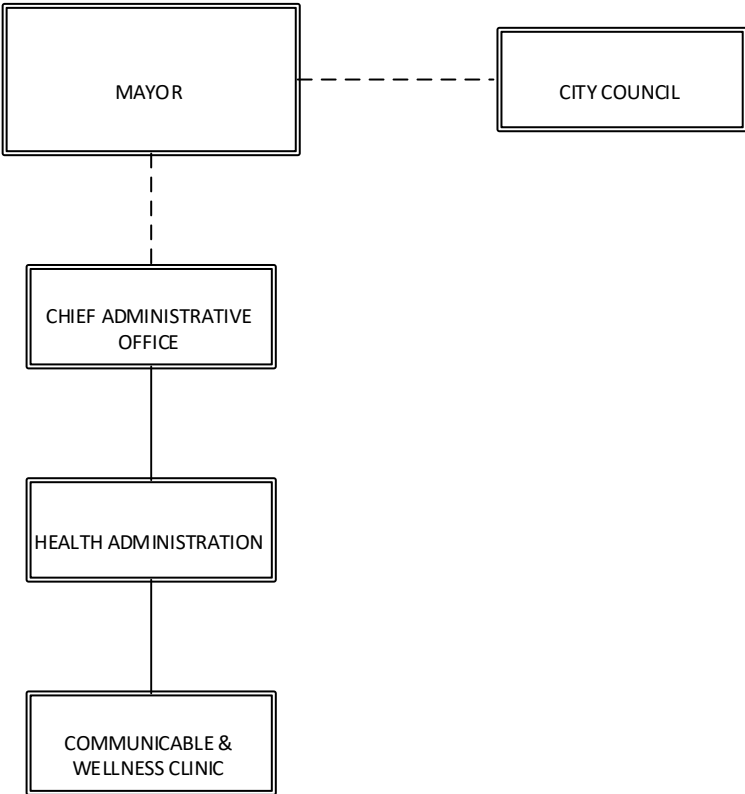 MAYOR
CITY COUNCIL
CHIEF ADMINISTRATIVE
OFFICE
HEALTH ADMINISTRATION
COMMUNICABLE &
WELLNESS CLINIC